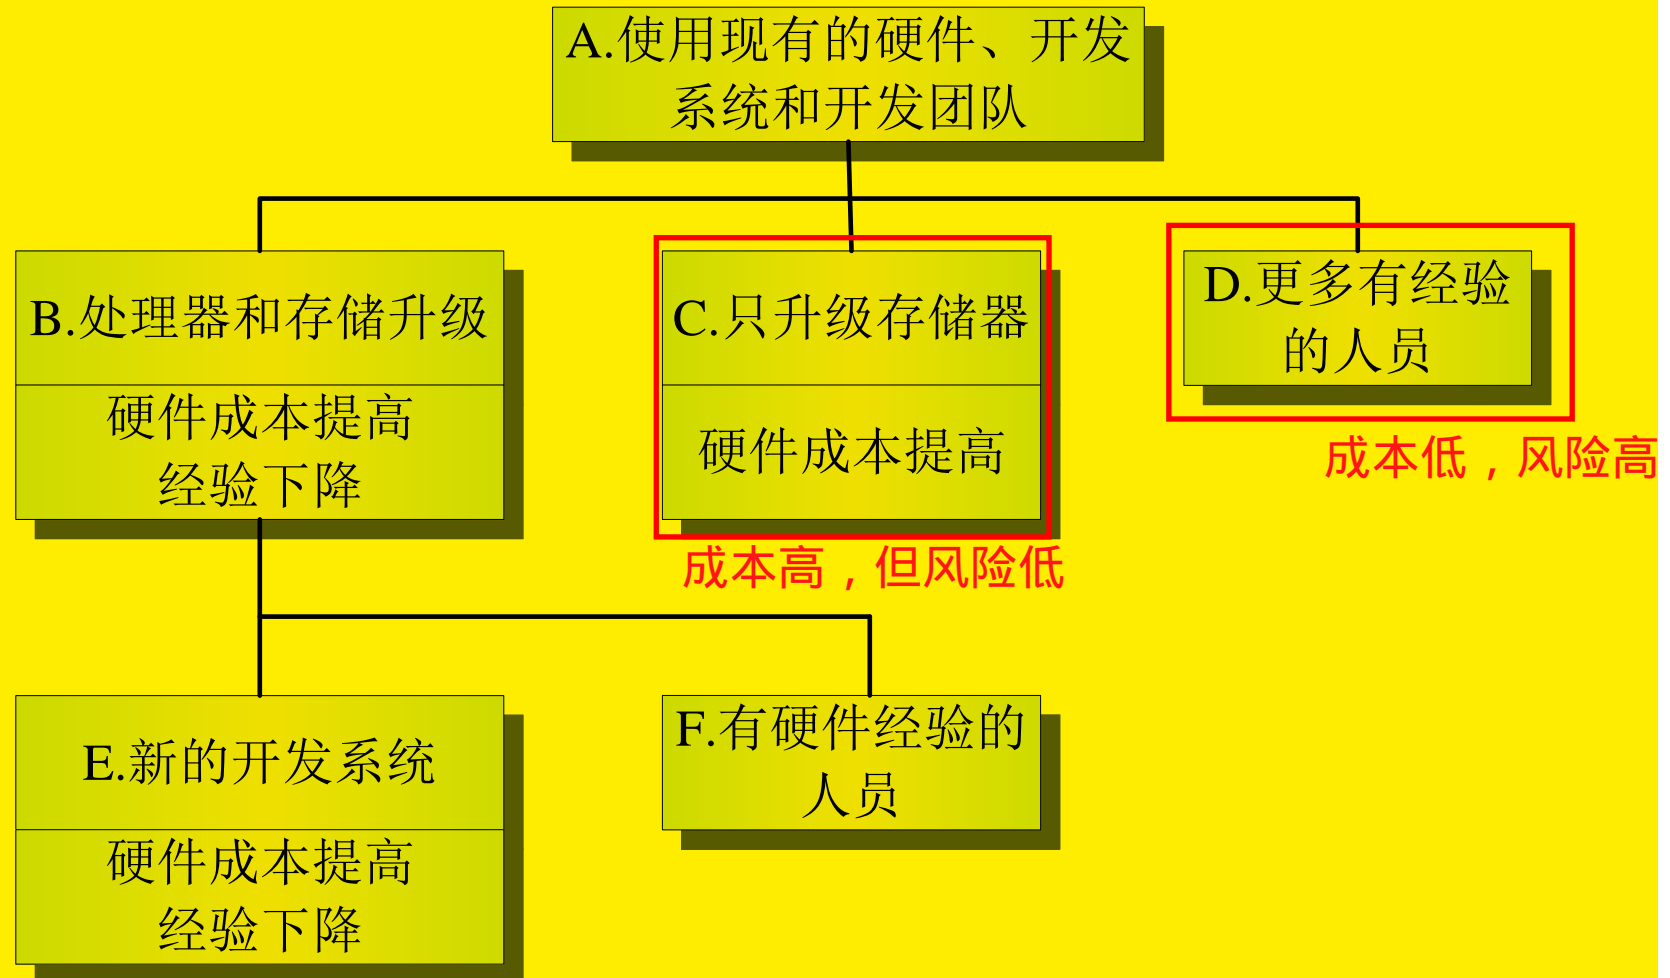 A.使用现有的硬件、开发
系统和开发团队
B.处理器和存储升级
硬件成本提高
经验下降
C.只升级存储器
硬件成本提高
成本高，但风险低
D.更多有经验
的人员
成本低，风险高
E.新的开发系统
硬件成本提高
经验下降
F.有硬件经验的
人员